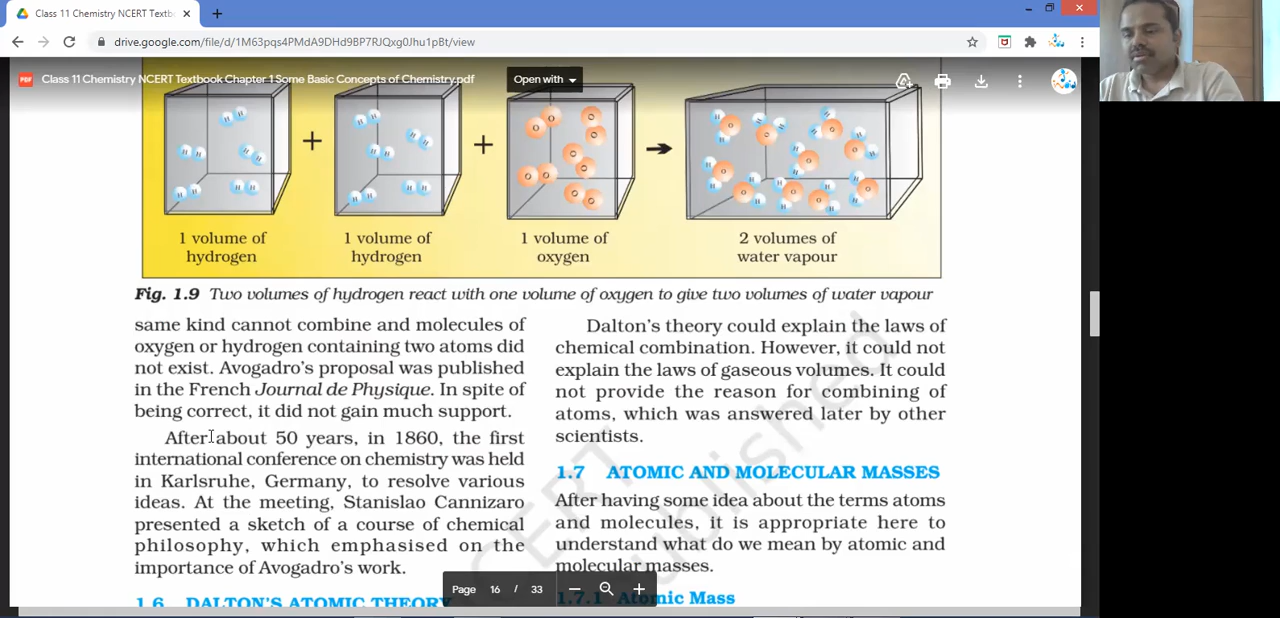 Class 11 Chemistry NCERT Textb
drive.google.com/file/d/1M63pqs4PMdA9DHd9BP7RJQxg0Jhu1pBt/view
PDF
Class 11 Chemistry NCERT Textbook Chapter 1 Some Basic Concepts of Chemistry.pdf
Open with
+ + →
1 volume of
hydrogen
1 volume of
hydrogen
1 volume of
oxygen
2 volumes of
water vapour
Fig. 1.9 Two volumes of hydrogen react with one volume of oxygen to give two volumes of water vapour
same kind cannot combine and molecules of
oxygen or hydrogen containing two atoms did
not exist. Avogadro's proposal was published
in the French Journal de Physique. In spite of
being correct, it did not gain much support.
After about 50 years, in 1860, the first
international conference on chemistry was held
in Karlsruhe, Germany, to resolve various
ideas. At the meeting, Stanislao Cannizaro
presented a sketch of a course of chemical
philosophy, which emphasised on the
importance of Avogadro's work.
1.6 DALTON'S ATOMIC THEORY
Dalton's theory could explain the laws of
chemical combination. However, it could not
explain the laws of gaseous volumes. It could
not provide the reason for combining of
atoms, which was answered later by other
scientists.
1.7 ATOMIC AND MOLECULAR MASSES
After having some idea about the terms atoms
and molecules, it is appropriate here to
understand what do we mean by atomic and
molecular masses.
1.7.1 Atomic Mass
Page 16 / 33